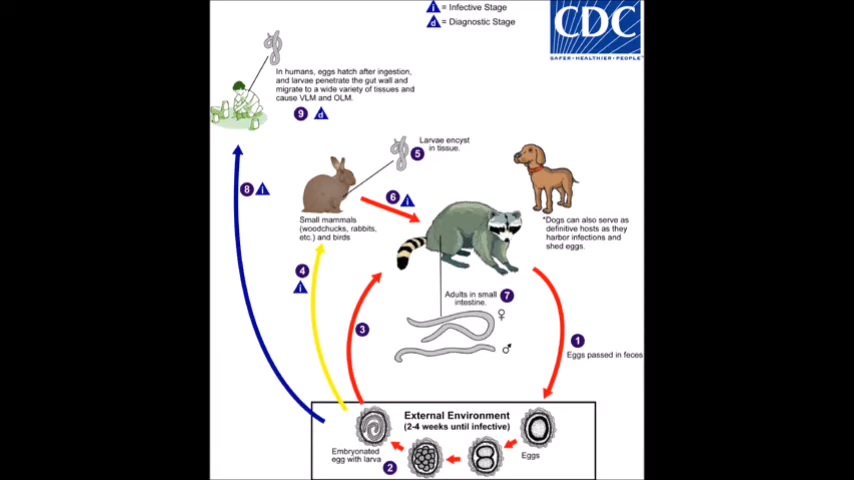 i = Infective Stage
d = Diagnostic Stage
CDC
SAFER • HEALTHIER • PEOPLE™
In humans, eggs hatch after ingestion,
and larvae penetrate the gut wall and
migrate to a wide variety of tissues and
cause VLM and OLM.
9 d
Larvae encyst
in tissue.
5
8 i
6 i
Small mammals
(woodchucks, rabbits,
etc.) and birds
*Dogs can also serve as
definitive hosts as they
harbor infections and
shed eggs.
4
i
Adults in small
intestine.
7
♀
3
♂
1
Eggs passed in feces
External Environment
(2-4 weeks until infective)
Embryonated
egg with larva
2
Eggs